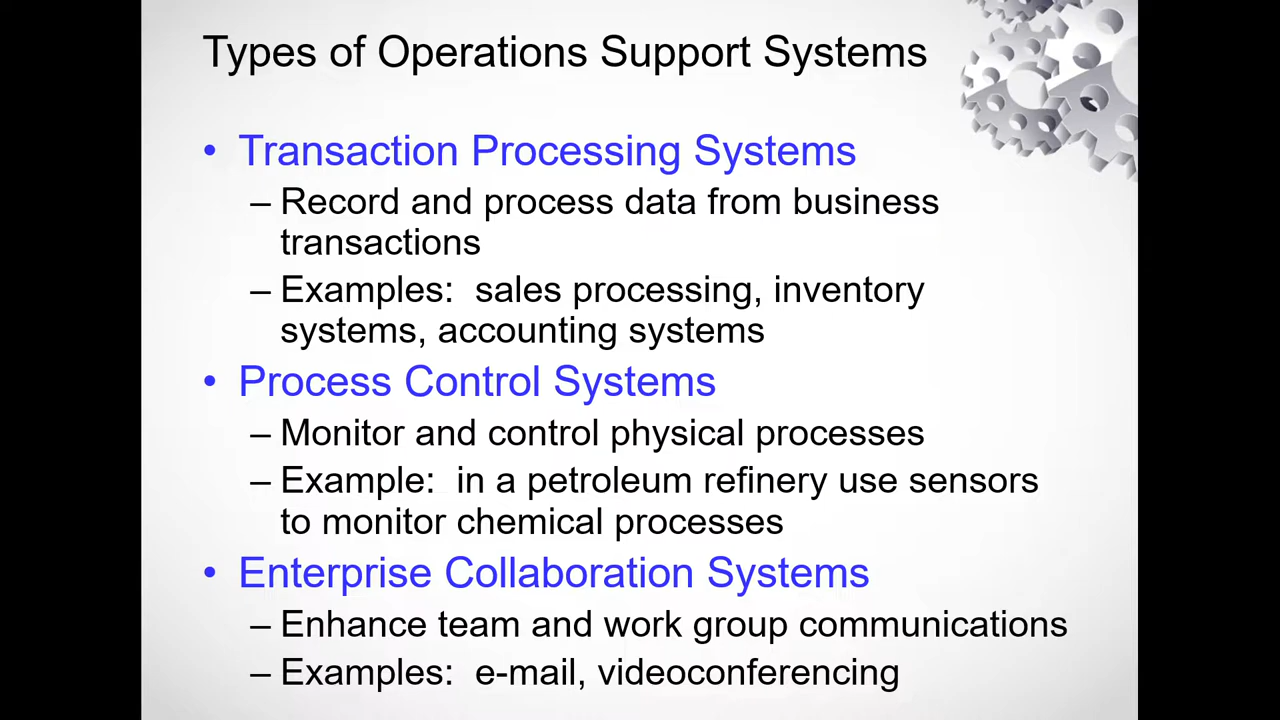 Types of Operations Support Systems
• Transaction Processing Systems
– Record and process data from business
transactions
– Examples:  sales processing, inventory
systems, accounting systems
• Process Control Systems
– Monitor and control physical processes
– Example:  in a petroleum refinery use sensors
to monitor chemical processes
• Enterprise Collaboration Systems
– Enhance team and work group communications
– Examples:  e-mail, videoconferencing